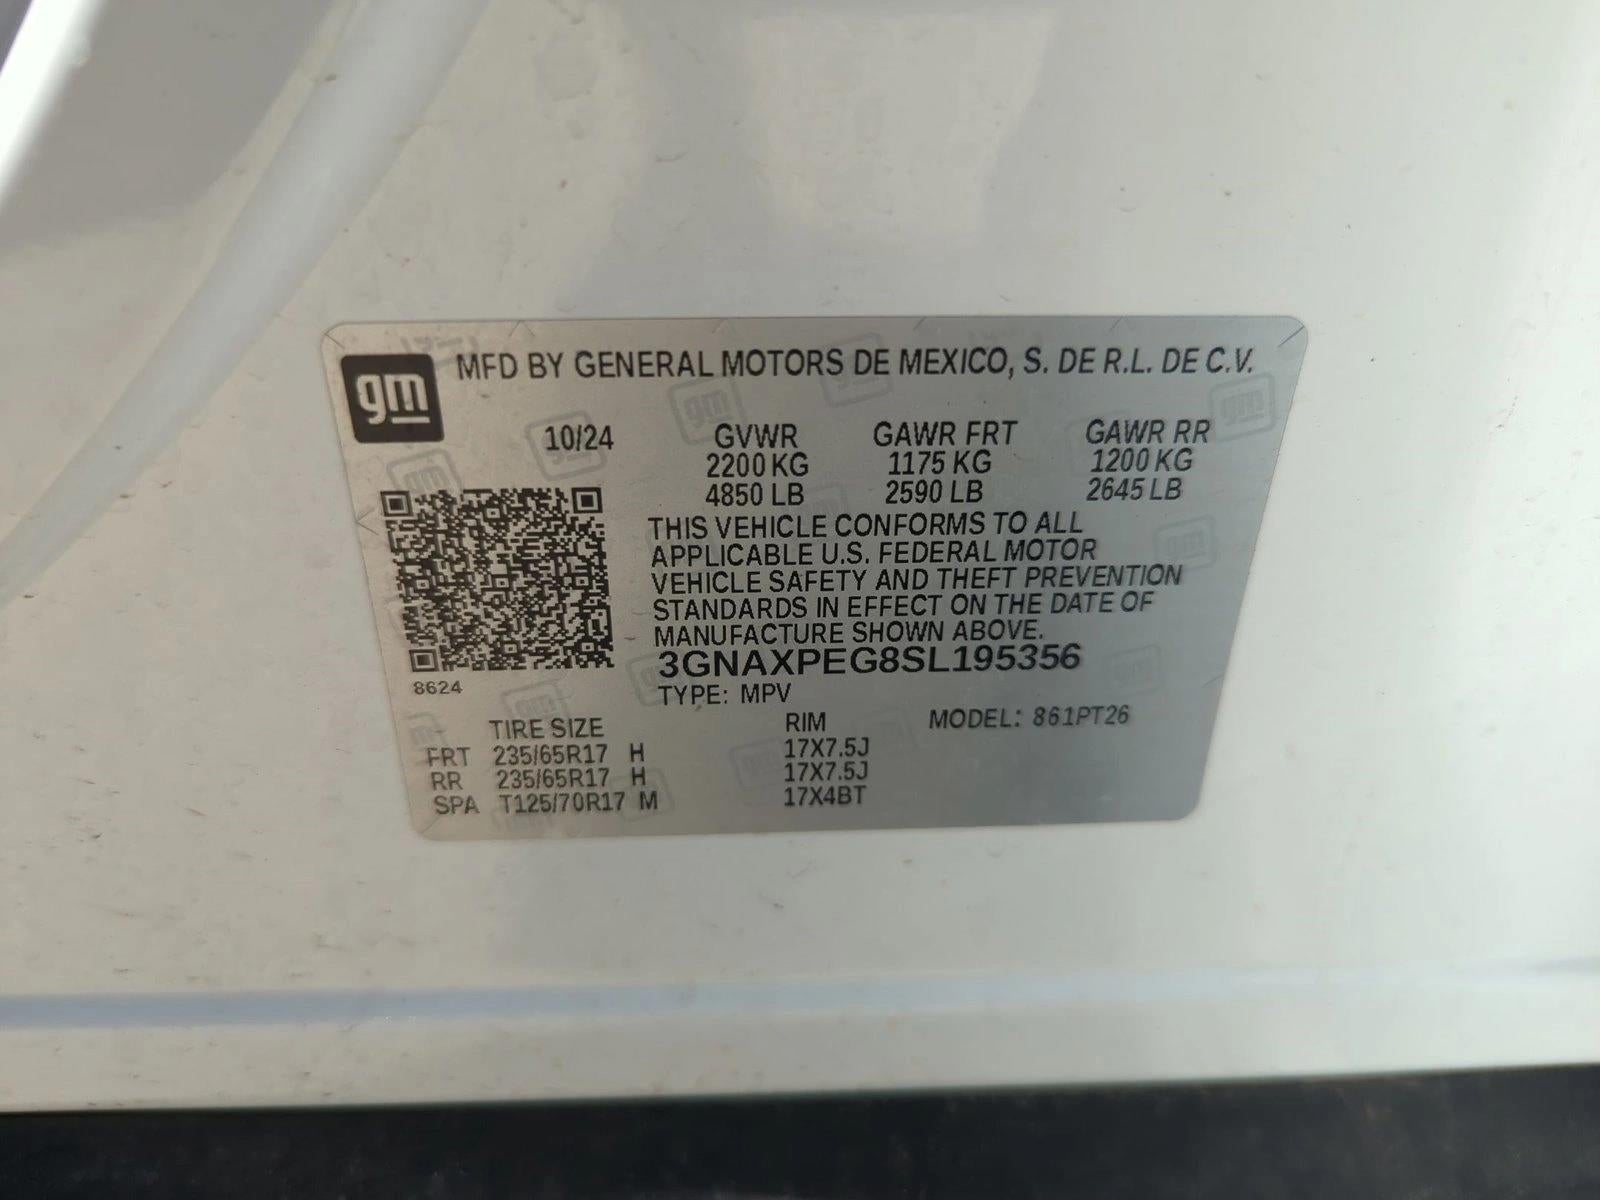 gm
MFD BY GENERAL MOTORS DE MEXICO, S. DE R.L. DE C.V.
10/24 GVWR GAWR FRT GAWR RR
2200 KG 1175 KG 1200 KG
4850 LB 2590 LB 2645 LB
THIS VEHICLE CONFORMS TO ALL
APPLICABLE U.S. FEDERAL MOTOR
VEHICLE SAFETY AND THEFT PREVENTION
STANDARDS IN EFFECT ON THE DATE OF
MANUFACTURE SHOWN ABOVE.
3GNAXPEG8SL195356
8624
TYPE: MPV
TIRE SIZE RIM MODEL: 861PT26
FRT 235/65R17 H 17X7.5J
RR 235/65R17 H 17X7.5J
SPA T125/70R17 M 17X4BT